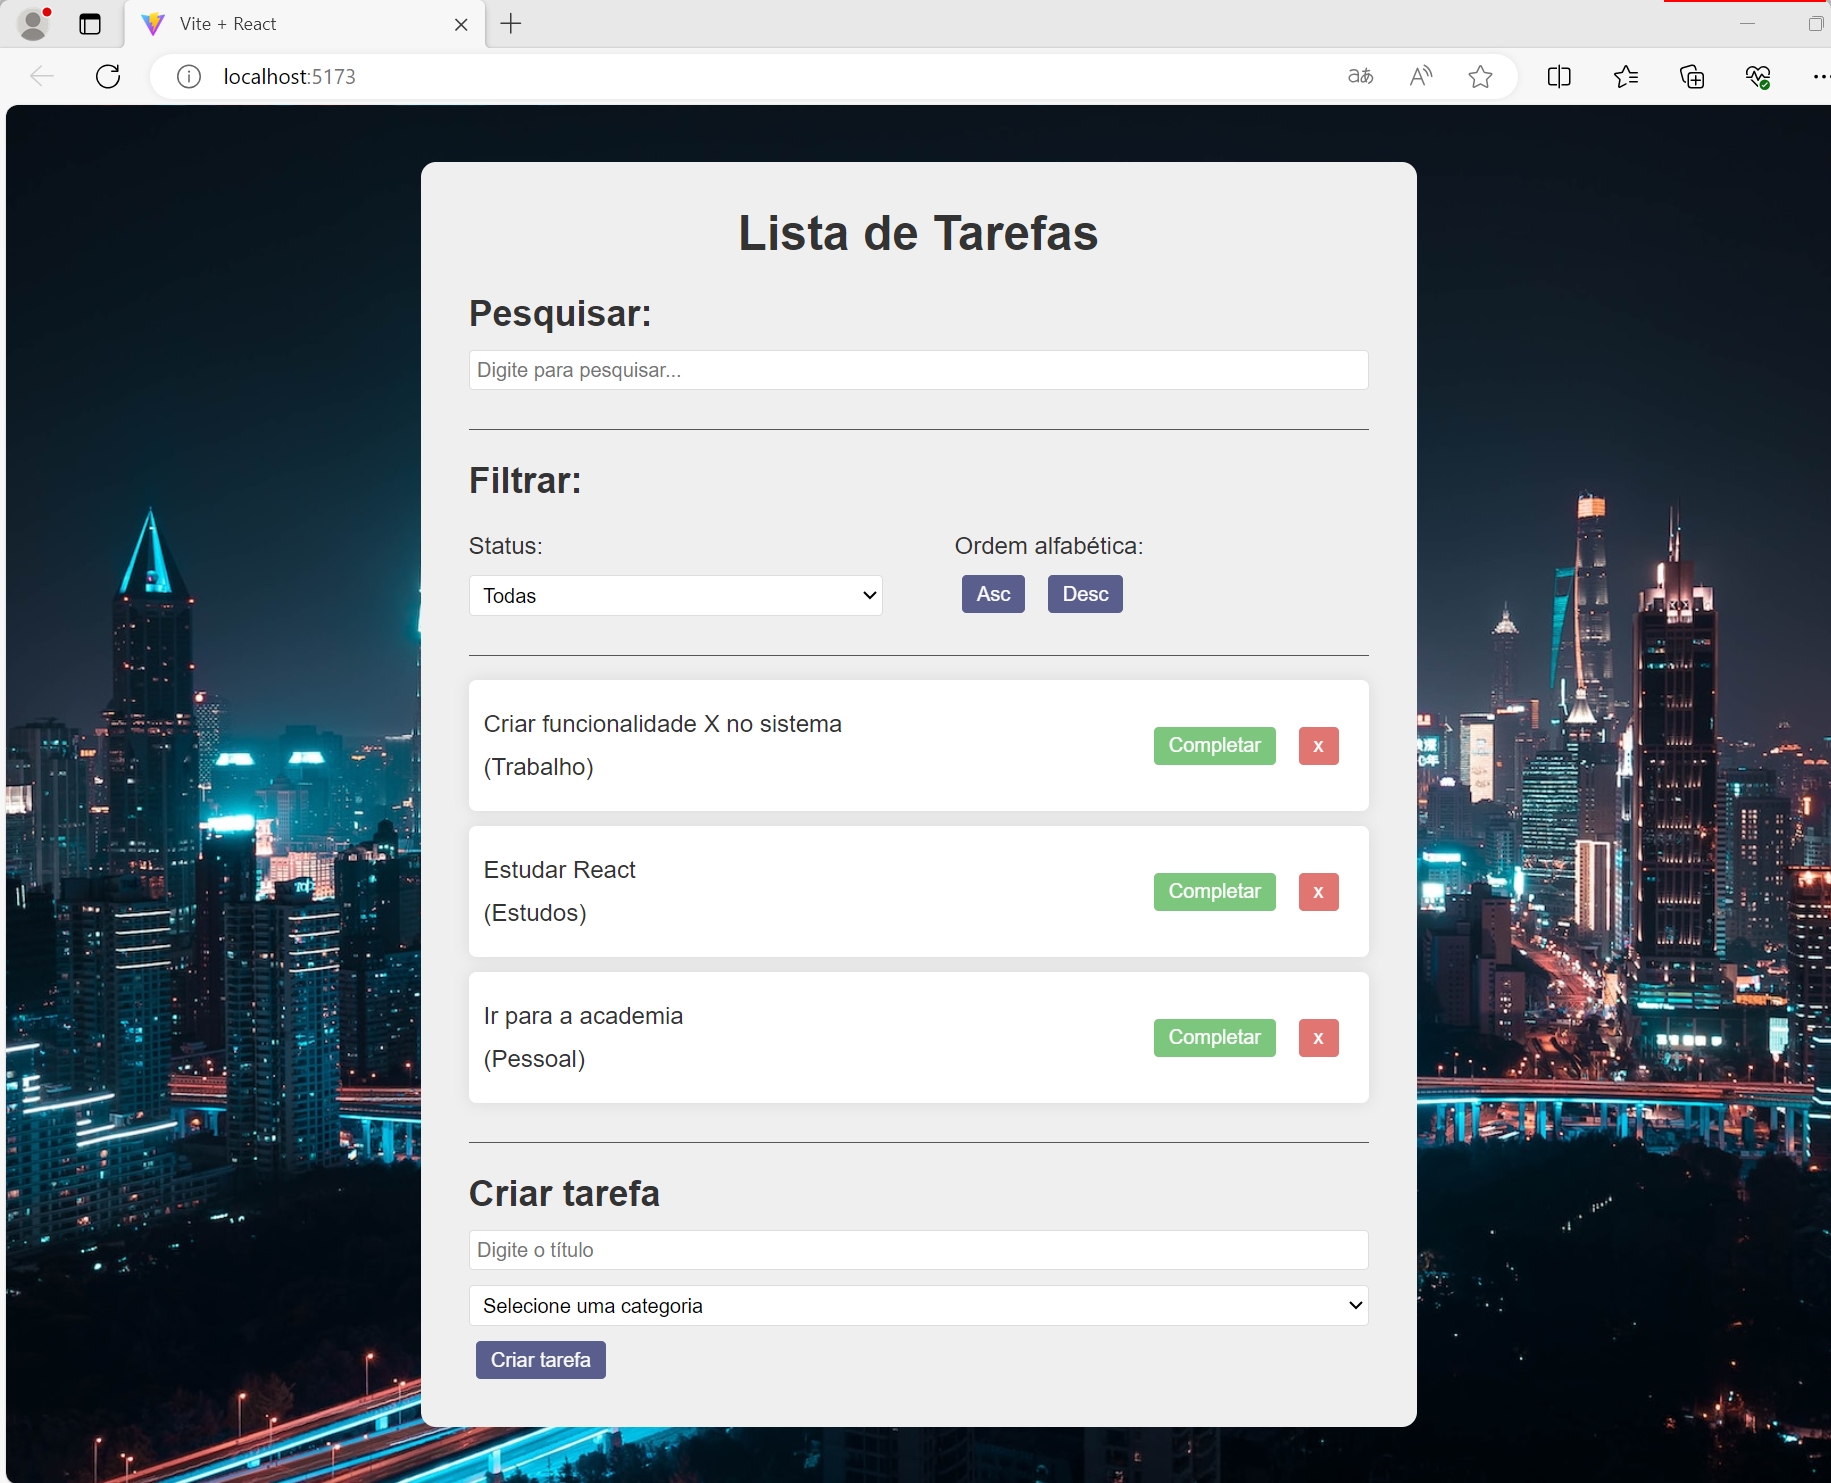 Vite + React
localhost:5173
Lista de Tarefas
Pesquisar:
Digite para pesquisar...
Filtrar:
Status:
Ordem alfabética:
Todas
Asc
Desc
Criar funcionalidade X no sistema
(Trabalho)
Completar
x
Estudar React
(Estudos)
Completar
x
Ir para a academia
(Pessoal)
Completar
x
Criar tarefa
Digite o título
Selecione uma categoria
Criar tarefa